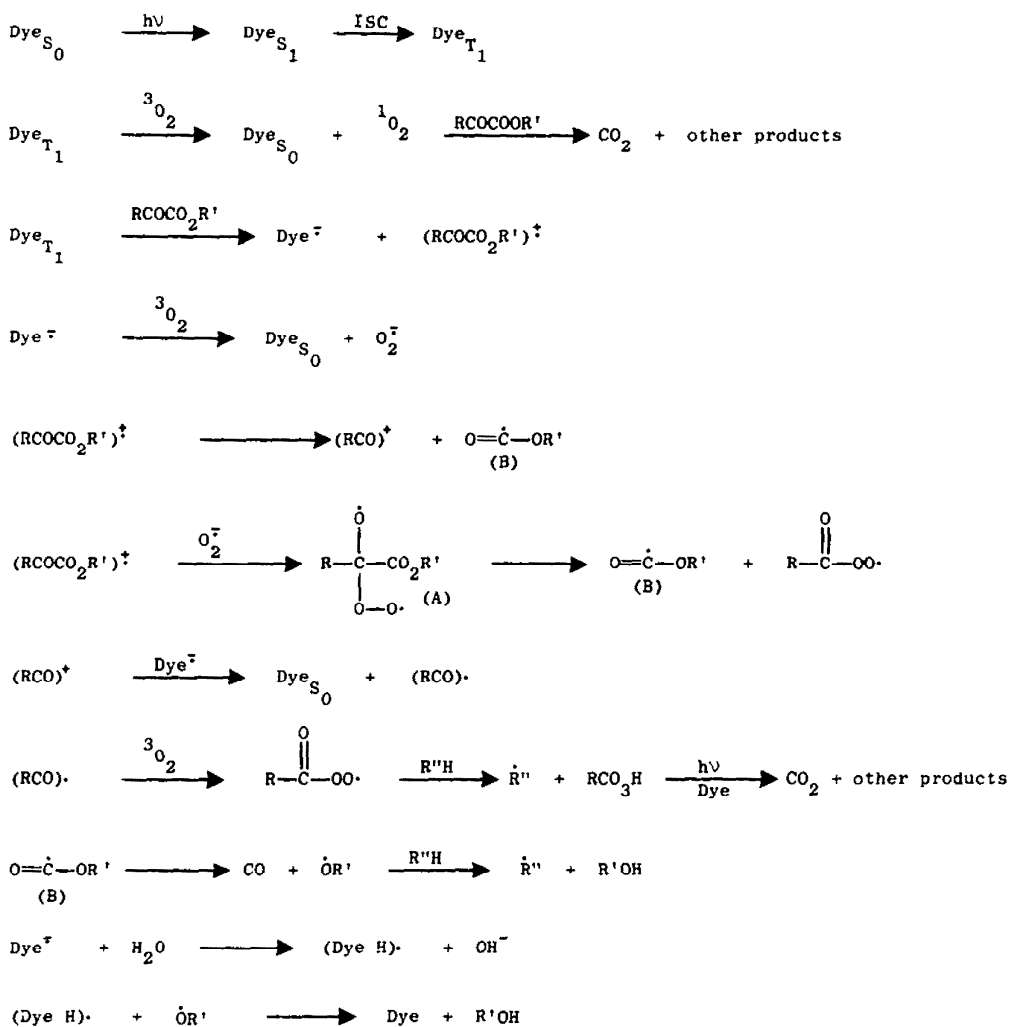 Dye S0 hν Dye S1 ISC Dye T1
Dye T1 3O2 Dye S0 + 1O2 RCOCOOR' CO2 + other products
Dye T1 RCOCO2R' Dye⨪ + (RCOCO2R')⨥
Dye⨪ 3O2 Dye S0 + O2⨪
(RCOCO2R')⨥ (RCO)+ + O=Ċ—OR'
(B)
(RCOCO2R')⨥ O2⨪ Ȯ R—C—CO2R' O—O· (A) O=Ċ—OR' (B) + O R—C—OO·
(RCO)+ Dye⨪ Dye S0 + (RCO)·
(RCO)· 3O2 O R—C—OO· R"H Ṙ" + RCO3H hν Dye CO2 + other products
O=Ċ—OR' CO + ȮR' R"H Ṙ" + R'OH
(B)
Dye⨪ + H2O (Dye H)· + OH-
(Dye H)· + ȮR' Dye + R'OH